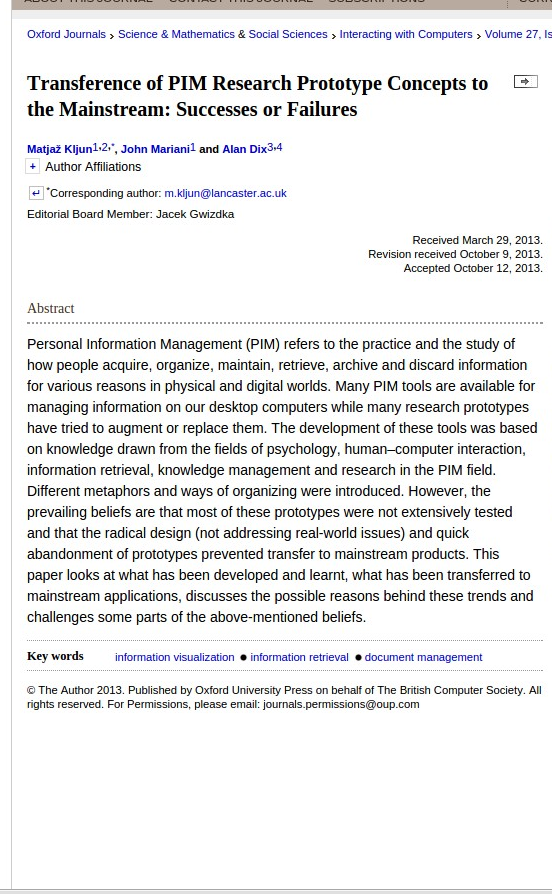 ABOUT THIS JOURNAL CONTACT THIS JOURNAL SUBSCRIPTIONS
Oxford Journals > Science & Mathematics & Social Sciences > Interacting with Computers > Volume 27, Is
Transference of PIM Research Prototype Concepts to
the Mainstream: Successes or Failures
Matjaž Kljun1,2,*, John Mariani1 and Alan Dix3,4
+ Author Affiliations
↵*Corresponding author: m.kljun@lancaster.ac.uk
Editorial Board Member: Jacek Gwizdka
Received March 29, 2013.
Revision received October 9, 2013.
Accepted October 12, 2013.
Abstract
Personal Information Management (PIM) refers to the practice and the study of
how people acquire, organize, maintain, retrieve, archive and discard information
for various reasons in physical and digital worlds. Many PIM tools are available for
managing information on our desktop computers while many research prototypes
have tried to augment or replace them. The development of these tools was based
on knowledge drawn from the fields of psychology, human–computer interaction,
information retrieval, knowledge management and research in the PIM field.
Different metaphors and ways of organizing were introduced. However, the
prevailing beliefs are that most of these prototypes were not extensively tested
and that the radical design (not addressing real-world issues) and quick
abandonment of prototypes prevented transfer to mainstream products. This
paper looks at what has been developed and learnt, what has been transferred to
mainstream applications, discusses the possible reasons behind these trends and
challenges some parts of the above-mentioned beliefs.
Key words information visualization ● information retrieval ● document management
© The Author 2013. Published by Oxford University Press on behalf of The British Computer Society. All
rights reserved. For Permissions, please email: journals.permissions@oup.com